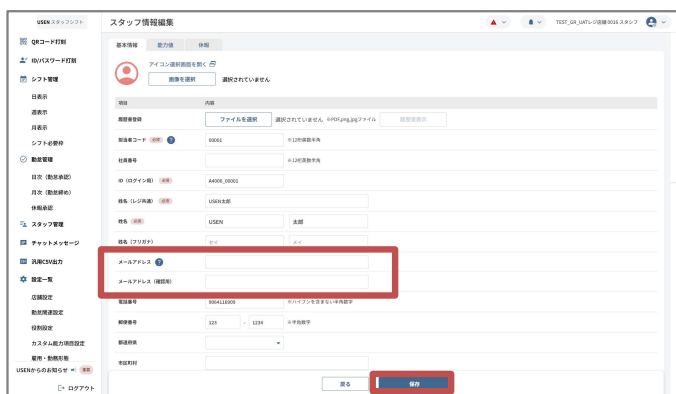 USEN スタッフシフト
スタッフ情報編集
TEST_GR_UATレジ店舗0016 スタシフ
QRコード打刻
ID/パスワード打刻
シフト管理
日表示
週表示
月表示
シフト必要枠
勤怠管理
日次（勤怠承認）
月次（勤怠締め）
休暇承認
スタッフ管理
チャットメッセージ
汎用CSV出力
設定一覧
店舗設定
勤怠関連設定
役割設定
カスタム能力項目設定
雇用・勤務形態
USENからのお知らせ 重要
ログアウト
基本情報 能力値 休暇
アイコン選択画面を開く
画像を選択 選択されていません
項目 内容
履歴書登録 ファイルを選択 選択されていません ※PDF,png,jpgファイル 履歴書表示
担当者コード 必須 ? 00001 ※12桁英数半角
社員番号 ※12桁英数半角
ID（ログイン用） 必須 A4000_00001
姓名（レジ共通） 必須 USEN太郎
姓名 必須 USEN 太郎
姓名（フリガナ） セイ メイ
メールアドレス ?
メールアドレス（確認用）
電話番号 ※ハイフンを含まない半角数字
郵便番号 123 - 1234 ※半角数字
都道府県
市区町村
戻る 保存